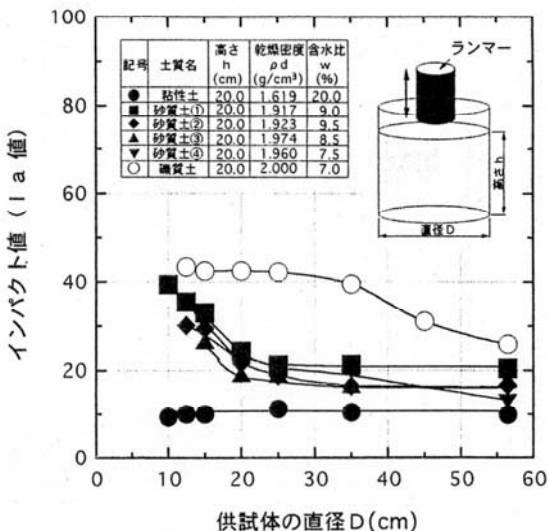 インパクト値(Ｉａ値)
100
80
60
40
20
0
0 10 20 30 40 50 60
供試体の直径Ｄ(cm)
記号 土質名 高さ h (cm) 乾燥密度 ρd (g/cm³) 含水比 w (%)
● 粘性土 20.0 1.619 20.0
■ 砂質土① 20.0 1.917 9.0
◆ 砂質土② 20.0 1.923 9.5
▲ 砂質土③ 20.0 1.974 8.5
▼ 砂質土④ 20.0 1.960 7.5
○ 礫質土 20.0 2.000 7.0
ランマー
高さｈ
直径Ｄ